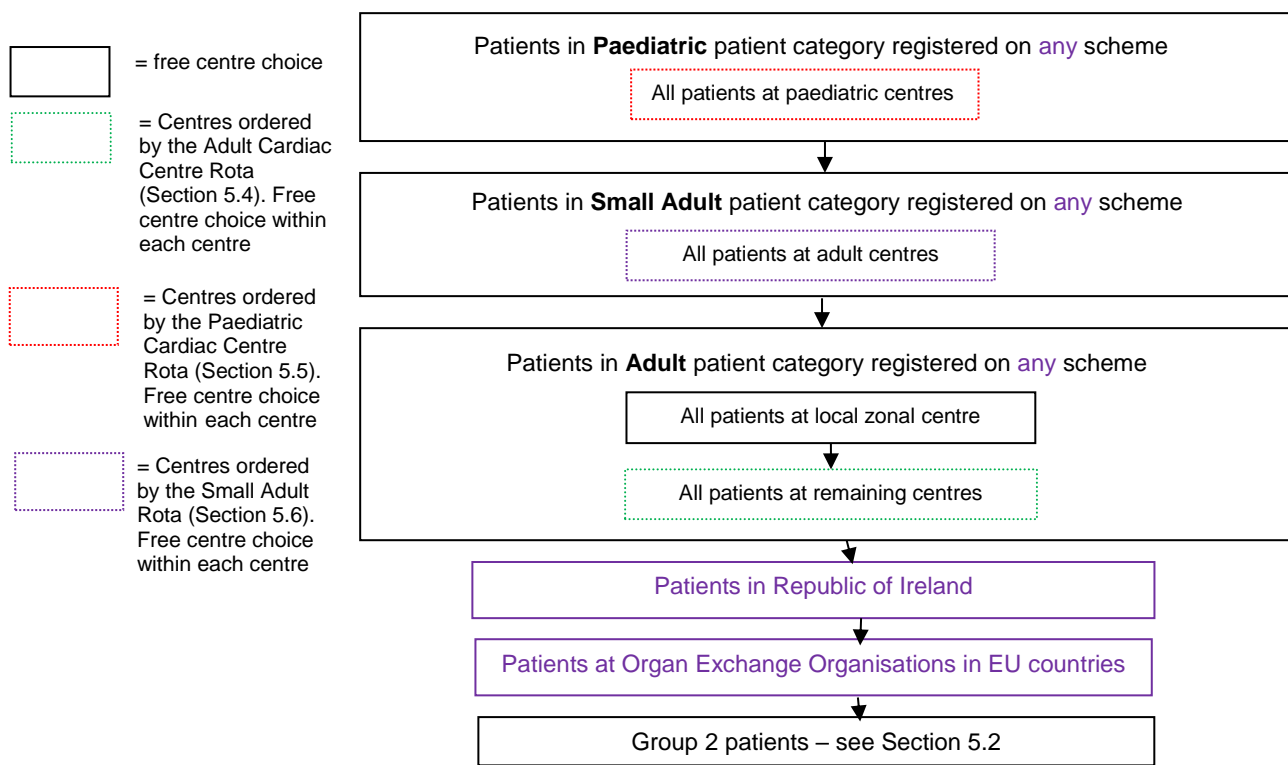 = free centre choice
= Centres ordered
by the Adult Cardiac
Centre Rota
(Section 5.4). Free
centre choice within
each centre
= Centres ordered
by the Paediatric
Cardiac Centre
Rota (Section 5.5).
Free centre choice
within each centre
= Centres ordered
by the Small Adult
Rota (Section 5.6).
Free centre choice
within each centre
Patients in Paediatric patient category registered on any scheme
All patients at paediatric centres
Patients in Small Adult patient category registered on any scheme
All patients at adult centres
Patients in Adult patient category registered on any scheme
All patients at local zonal centre
All patients at remaining centres
Patients in Republic of Ireland
Patients at Organ Exchange Organisations in EU countries
Group 2 patients – see Section 5.2